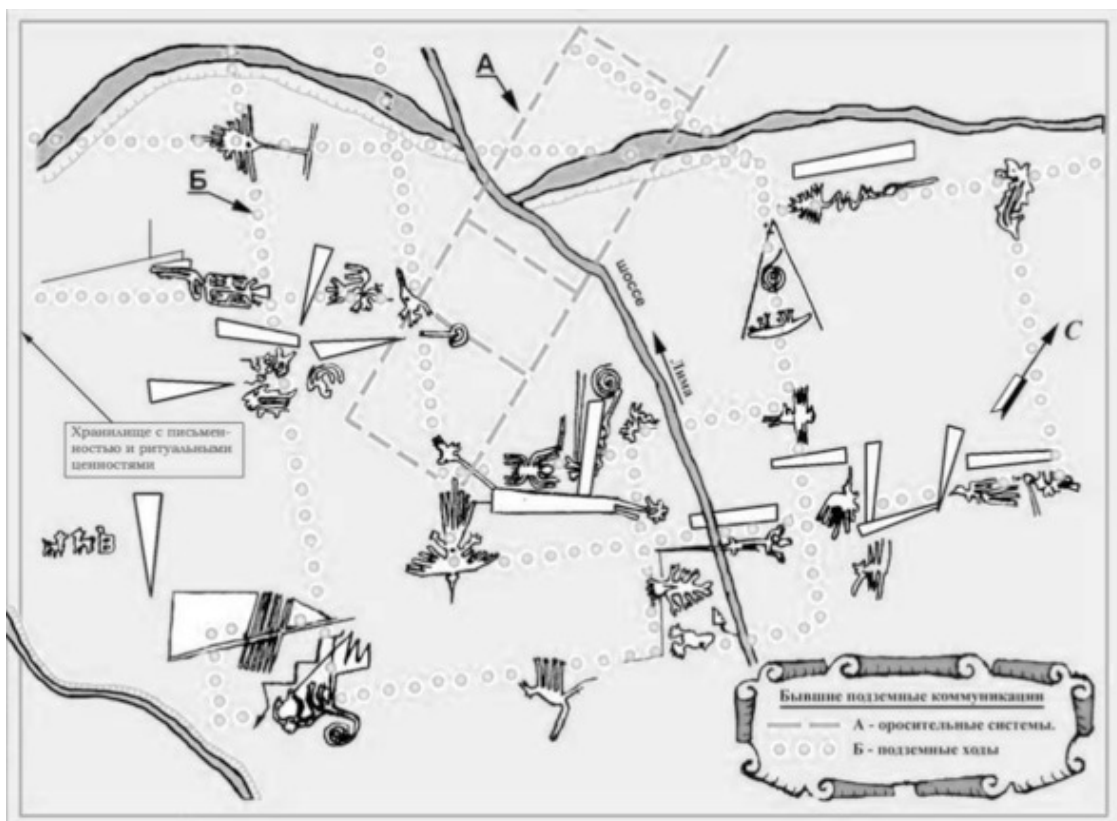 А
Б
шоссе
Лима
С
Хранилище с письмен-
ностью и ритуальными
ценностями
Бывшие подземные коммуникации
А - оросительные системы.
Б - подземные ходы